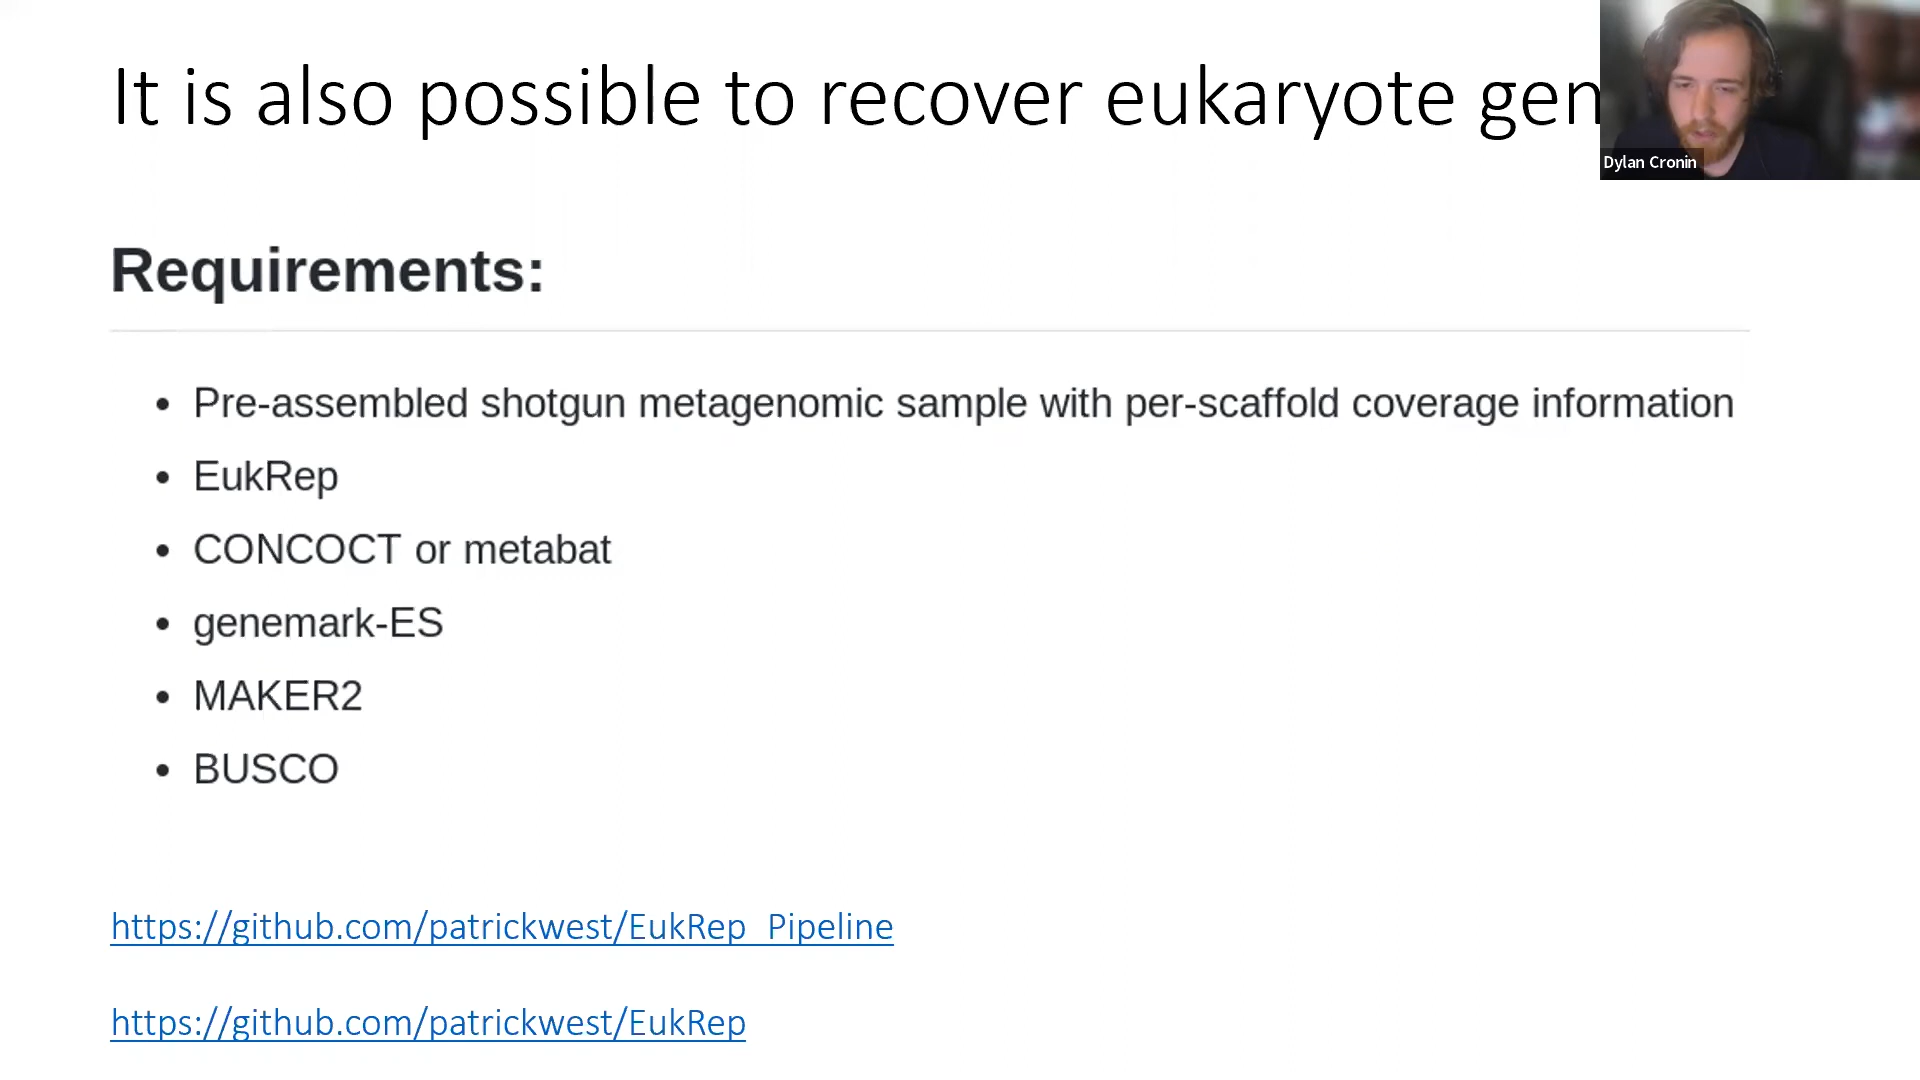 It is also possible to recover eukaryote gen
Dylan Cronin
Requirements:
• Pre-assembled shotgun metagenomic sample with per-scaffold coverage information
• EukRep
• CONCOCT or metabat
• genemark-ES
• MAKER2
• BUSCO
https://github.com/patrickwest/EukRep_Pipeline
https://github.com/patrickwest/EukRep